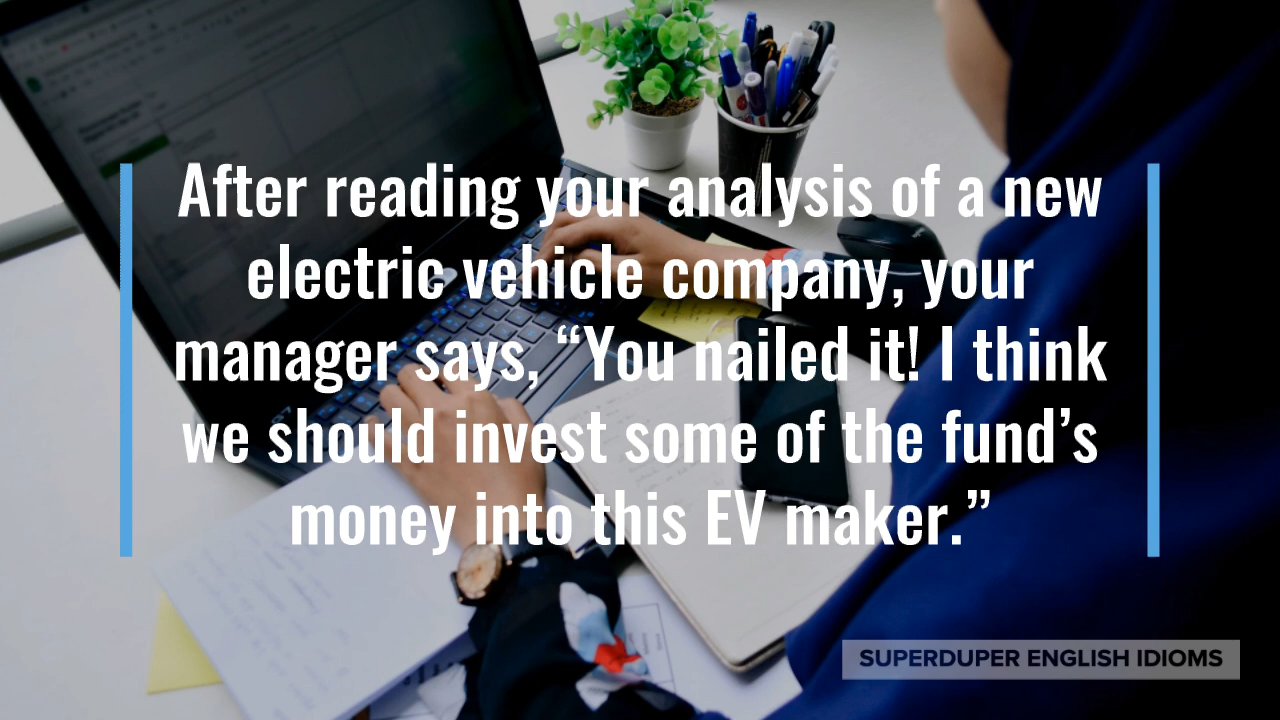 After reading your analysis of a new
electric vehicle company, your
manager says, “You nailed it! I think
we should invest some of the fund’s
money into this EV maker.”
SUPERDUPER ENGLISH IDIOMS